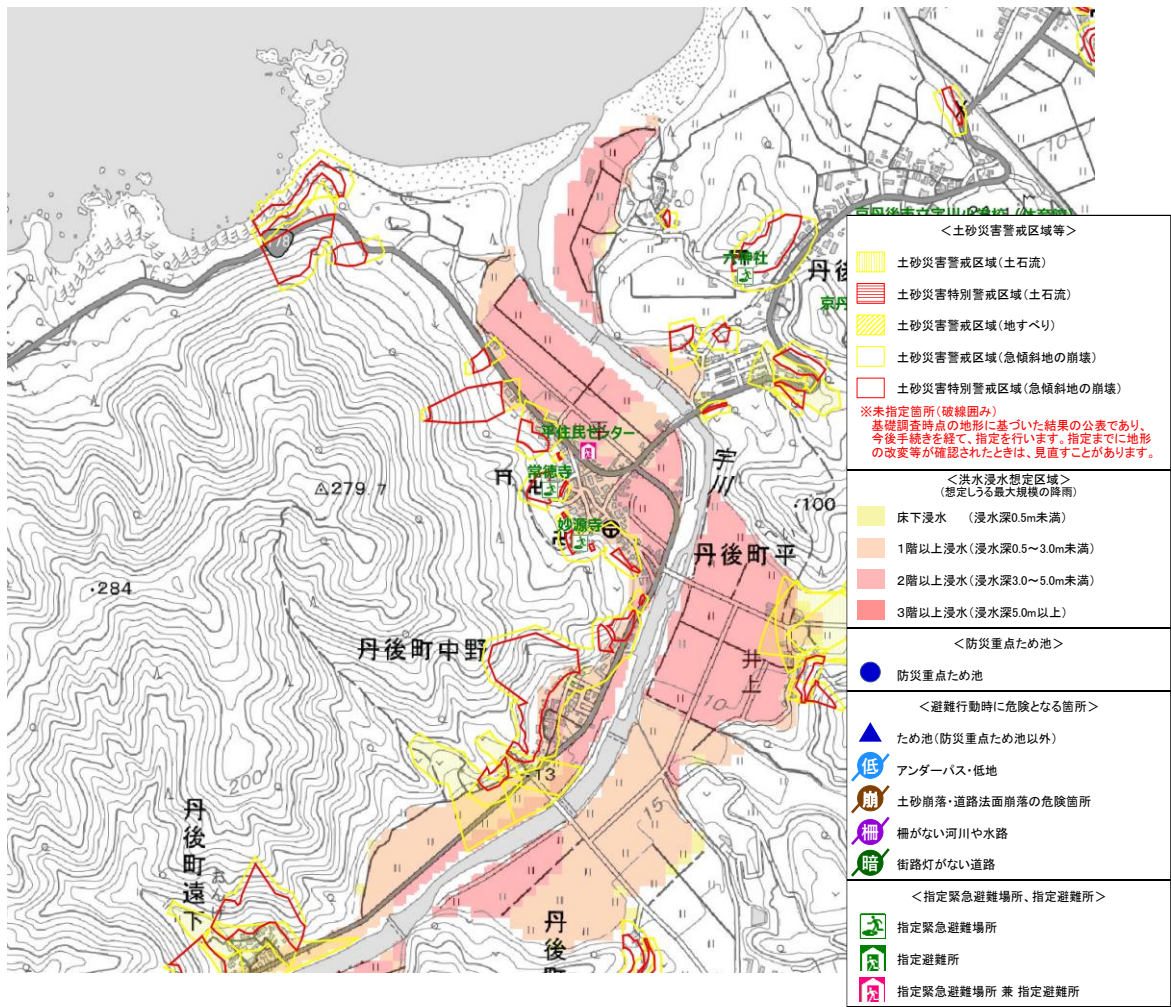 10
178
六神社
丹後
京丹
平
平住民センター
常徳寺
妙源寺
宇川
279.7
100
284
丹後町平
丹後町中野
井上
10
13
15
200
丹後町遠下
丹後町
＜土砂災害警戒区域等＞
土砂災害警戒区域（土石流）
土砂災害特別警戒区域（土石流）
土砂災害警戒区域（地すべり）
土砂災害警戒区域（急傾斜地の崩壊）
土砂災害特別警戒区域（急傾斜地の崩壊）
※未指定箇所（破線囲み）
基礎調査時点の地形に基づいた結果の公表であり、
今後手続きを経て、指定を行います。指定までに地形
の改変等が確認されたときは、見直すことがあります。
＜洪水浸水想定区域＞
（想定しうる最大規模の降雨）
床下浸水　（浸水深0.5m未満）
１階以上浸水（浸水深0.5～3.0m未満）
２階以上浸水（浸水深3.0～5.0m未満）
３階以上浸水（浸水深5.0m以上）
＜防災重点ため池＞
防災重点ため池
＜避難行動時に危険となる箇所＞
ため池（防災重点ため池以外）
低 アンダーパス・低地
崩 土砂崩落・道路法面崩落の危険箇所
柵 柵がない河川や水路
暗 街路灯がない道路
＜指定緊急避難場所、指定避難所＞
指定緊急避難場所
指定避難所
指定緊急避難場所 兼 指定避難所